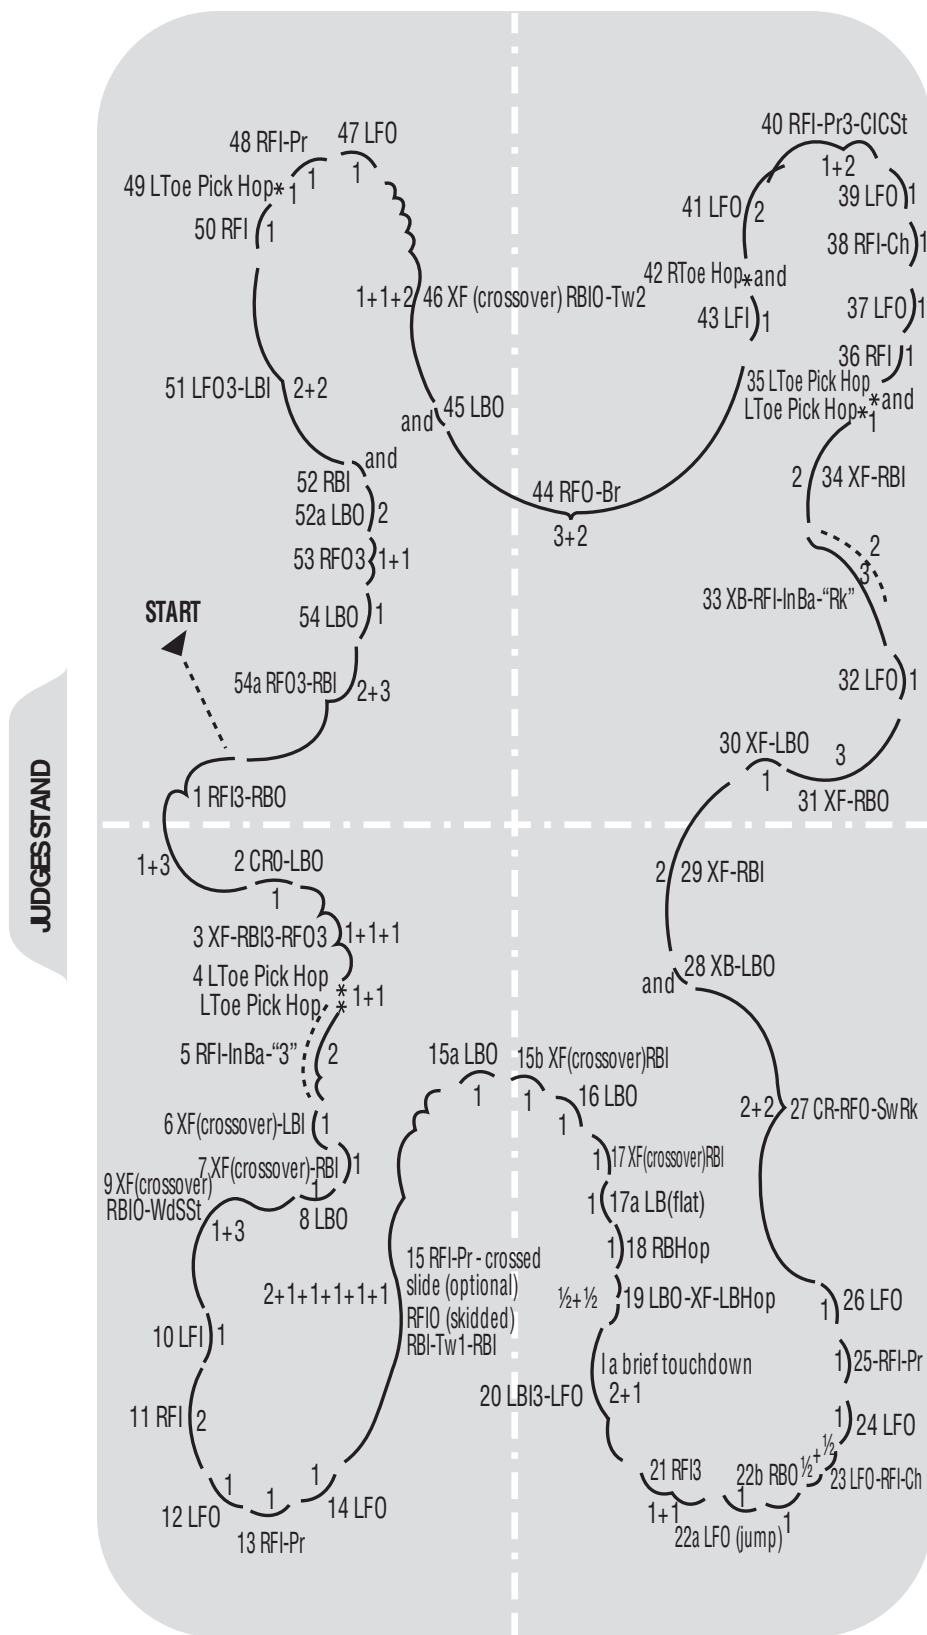 48 RFI-Pr
47 LFO
1
1
49 LToe Pick Hop*
1
50 RFI
1
1+1+2
46 XF (crossover) RBIO-Tw2
51 LFO3-LBI
2+2
and
45 LBO
and
52 RBI
52a LBO
2
53 RFO3
1+1
54 LBO
1
START
54a RFO3-RBI
2+3
40 RFI-Pr3-ClCSt
1+2
39 LFO
1
41 LFO
2
38 RFI-Ch
1
42 RToe Hop
*and
37 LFO
1
43 LFI
1
36 RFI
1
35 LToe Pick Hop
*and
LToe Pick Hop*
1
2
34 XF-RBI
44 RFO-Br
3+2
2
3
33 XB-RFI-InBa-“Rk”
32 LFO
1
30 XF-LBO
1
3
31 XF-RBO
JUDGES STAND
1 RFI3-RBO
1+3
2 CR0-LBO
1
3 XF-RBI3-RFO3
1+1+1
4 LToe Pick Hop
*
LToe Pick Hop
*
1+1
5 RFI-InBa-“3”
2
6 XF(crossover)-LBI
1
7 XF(crossover)-RBI
1
9 XF(crossover)
RBIO-WdSSt
1
8 LBO
1+3
10 LFI
1
11 RFI
2
1
12 LFO
1
13 RFI-Pr
1
14 LFO
2+1+1+1+1+1
15 RFI-Pr - crossed
slide (optional)
RFIO (skidded)
RBI-Tw1-RBI
15a LBO
1
15b XF(crossover)RBI
1
16 LBO
1
1
17 XF(crossover)RBI
1
17a LB(flat)
1
18 RBHop
½+½
19 LBO-XF-LBHop
I a brief touchdown
20 LBI3-LFO
2+1
21 RFI3
1+1
22a LFO (jump)
1
22b RBO
1
½+½
23 LFO-RFI-Ch
1
24 LFO
1
25-RFI-Pr
1
26 LFO
2+2
27 CR-RFO-SwRk
and
28 XB-LBO
2
29 XF-RBI